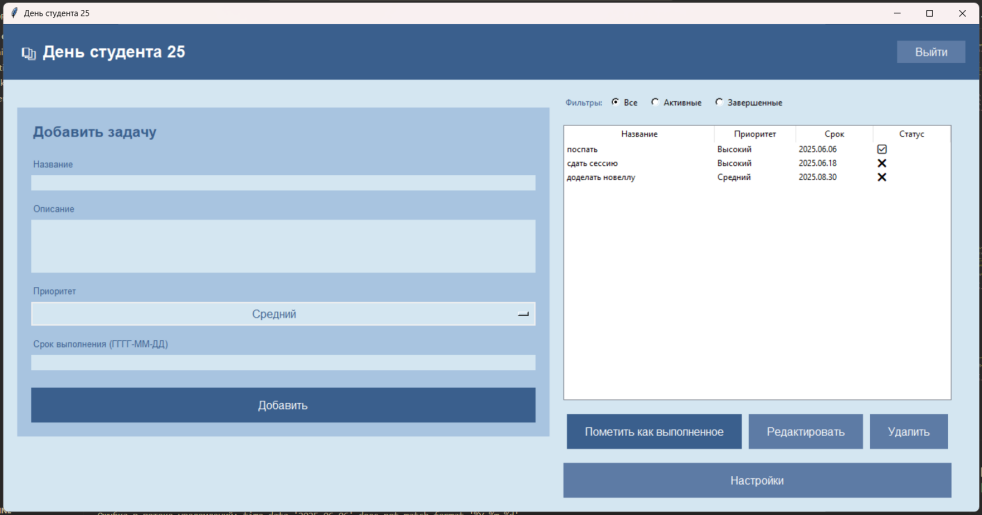 День студента 25
День студента 25
Выйти
Добавить задачу
Название
Описание
Приоритет
Средний
Срок выполнения (ГГГГ-ММ-ДД)
Добавить
Фильтры: Все Активные Завершенные
Название Приоритет Срок Статус
поспать Высокий 2025.06.06
сдать сессию Высокий 2025.06.18
доделать новеллу Средний 2025.08.30
Пометить как выполненное Редактировать Удалить
Настройки